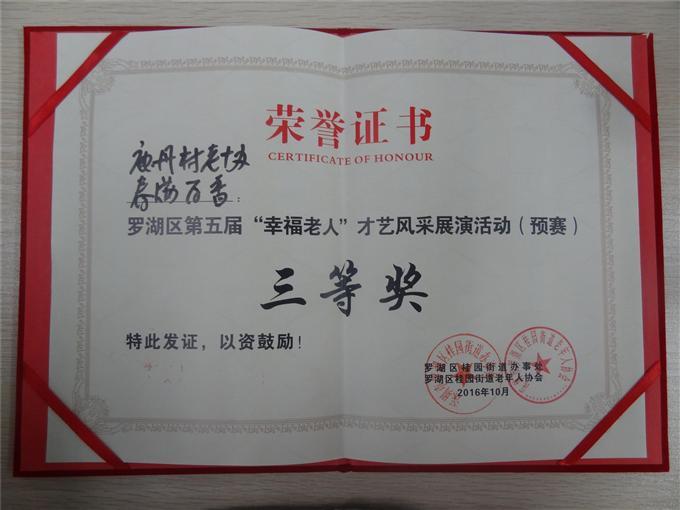 荣誉证书
CERTIFICATE OF HONOUR
鹿丹村老
春满百香:
罗湖区第五届“幸福老人”才艺风采展演活动(预赛)
三等奖
特此发证，以资鼓励!
罗湖区桂园街道办事处
罗湖区桂园街道老年人协会
2016年10月